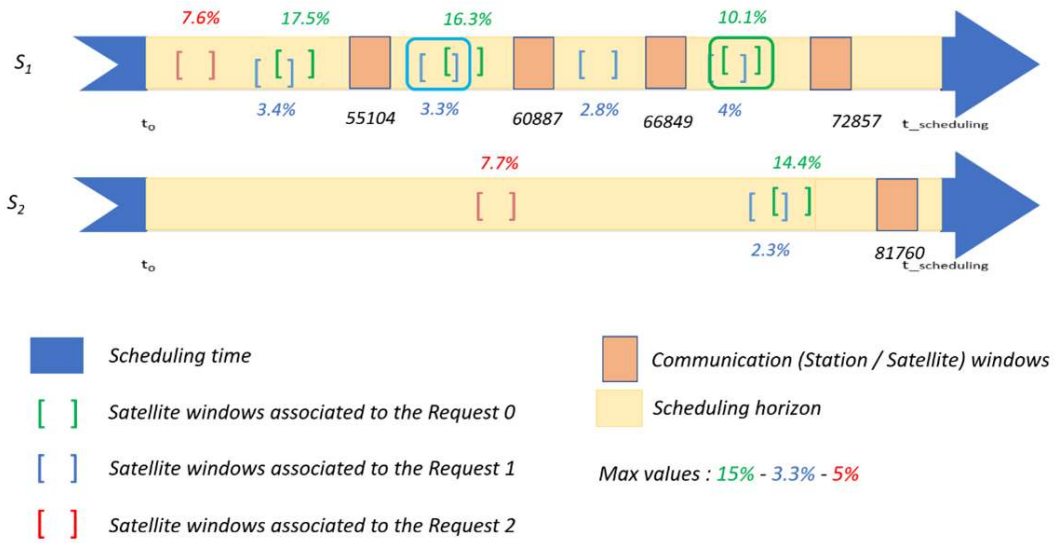 7.6% 17.5% 16.3% 10.1%
S1
3.4% 3.3% 2.8% 4%
t₀ 55104 60887 66849 72857 t_scheduling
7.7% 14.4%
S2
2.3%
t₀ 81760 t_scheduling
Scheduling time
Communication (Station / Satellite) windows
Satellite windows associated to the Request 0
Scheduling horizon
Satellite windows associated to the Request 1
Max values : 15% - 3.3% - 5%
Satellite windows associated to the Request 2